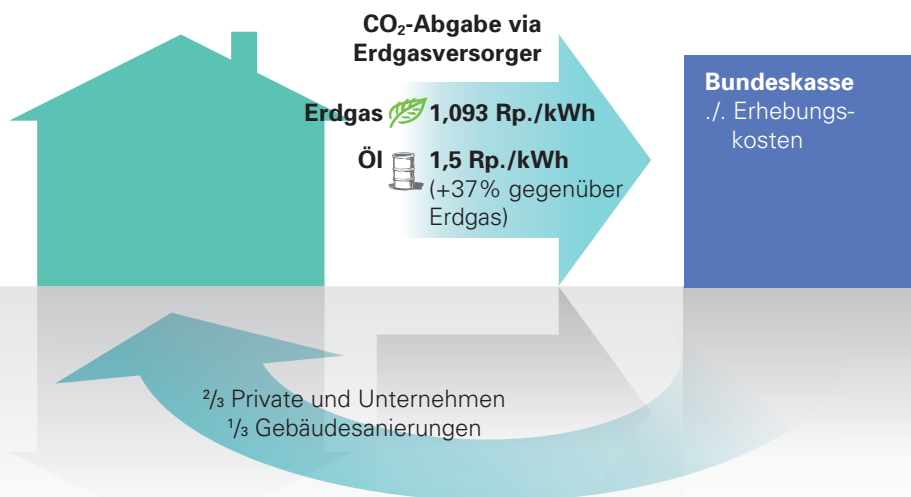 CO₂-Abgabe via
Erdgasversorger
Erdgas 1,093 Rp./kWh
Öl 1,5 Rp./kWh
(+37% gegenüber
Erdgas)
Bundeskasse
./. Erhebungs-
kosten
²/₃ Private und Unternehmen
¹/₃ Gebäudesanierungen